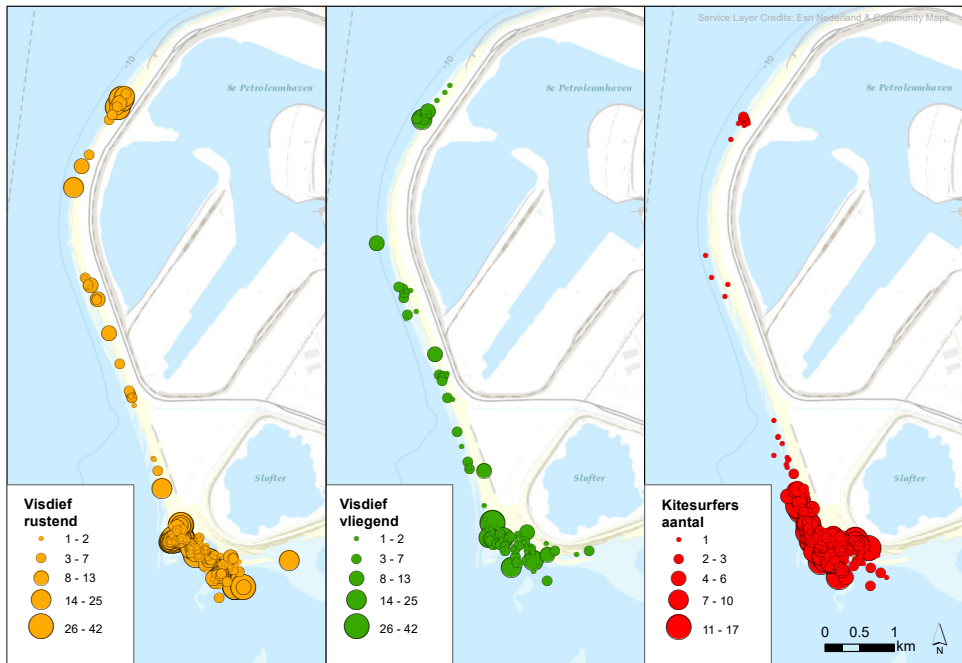 Service Layer Credits: Esri Nederland & Community Maps
-10
8e Petroleumhaven
Slufter
Visdief
rustend
1 - 2
3 - 7
8 - 13
14 - 25
26 - 42
-10
8e Petroleumhaven
Slufter
Visdief
vliegend
1 - 2
3 - 7
8 - 13
14 - 25
26 - 42
-10
8e Petroleumhaven
Slufter
Kitesurfers
aantal
1
2 - 3
4 - 6
7 - 10
11 - 17
0 0.5 1
km
N